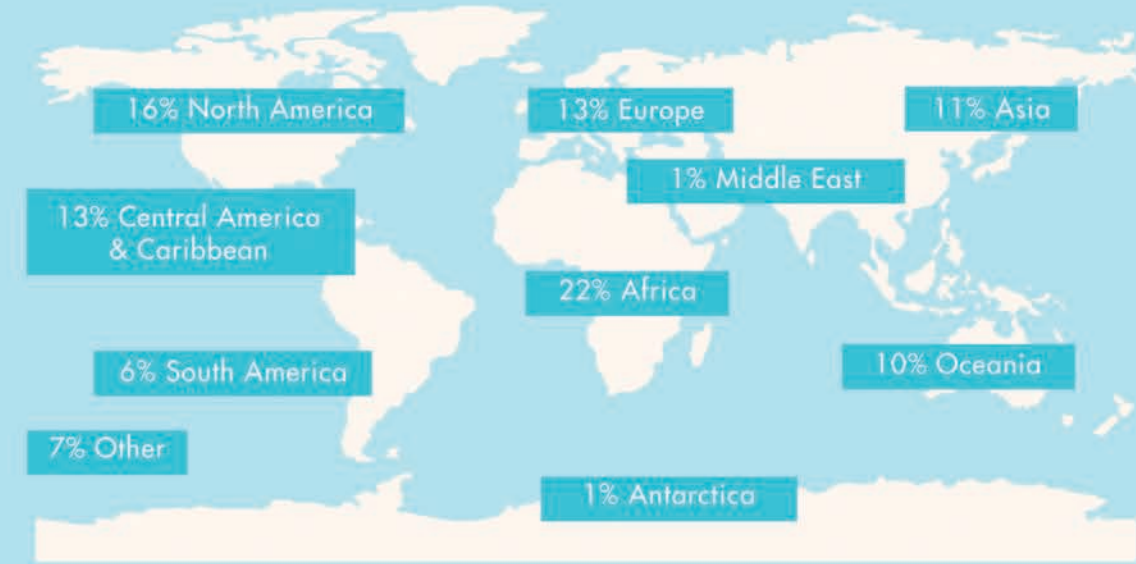 16% North America
13% Europe
11% Asia
1% Middle East
13% Central America
& Caribbean
22% Africa
6% South America
10% Oceania
7% Other
1% Antarctica